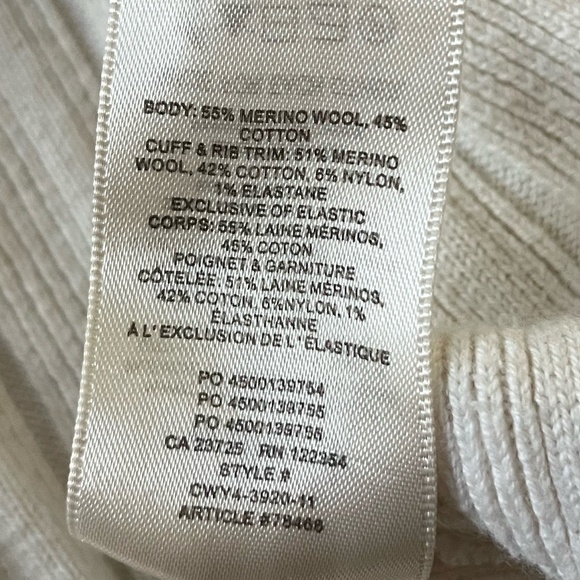 BODY: 55% MERINO WOOL, 45%
COTTON
CUFF & RIB TRIM: 51% MERINO
WOOL, 42% COTTON, 6% NYLON,
1% ELASTANE
EXCLUSIVE OF ELASTIC
CORPS: 55% LAINE MÉRINOS,
45% COTON
POIGNET & GARNITURE
CÔTELÉE: 51% LAINE MÉRINOS,
42% COTON, 6%NYLON, 1%
ÉLASTHANNE
À L'EXCLUSION DE L'ÉLASTIQUE
PO 4500139754
PO 4500139755
PO 4500139756
CA 28725 RN 122354
STYLE #
CWY4-3920-11
ARTICLE #78468